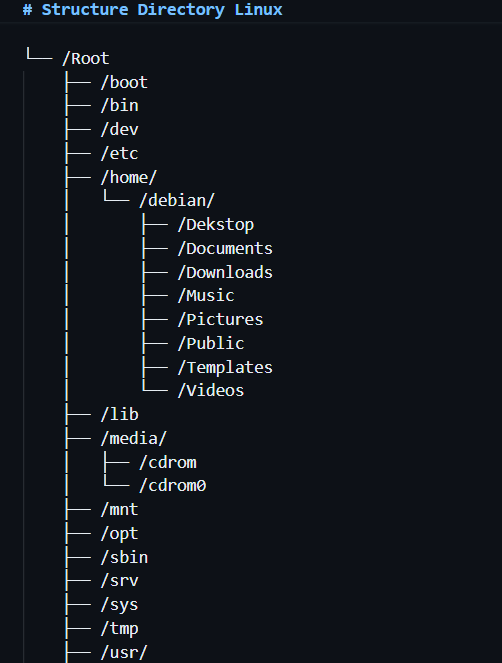 # Structure Directory Linux
└── /Root
    ├── /boot
    ├── /bin
    ├── /dev
    ├── /etc
    ├── /home/
    │   └── /debian/
    │       ├── /Dekstop
    │       ├── /Documents
    │       ├── /Downloads
    │       ├── /Music
    │       ├── /Pictures
    │       ├── /Public
    │       ├── /Templates
    │       └── /Videos
    ├── /lib
    ├── /media/
    │   ├── /cdrom
    │   └── /cdrom0
    ├── /mnt
    ├── /opt
    ├── /sbin
    ├── /srv
    ├── /sys
    ├── /tmp
    ├── /usr/